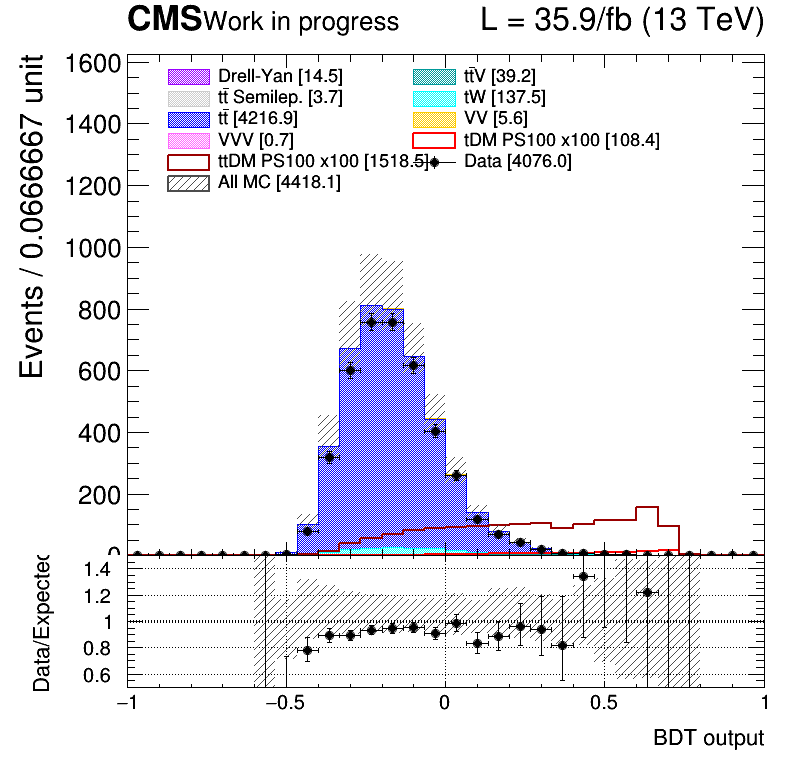 CMS Work in progress L = 35.9/fb (13 TeV)
Events / 0.0666667 unit
1600
1400
1200
1000
800
600
400
200
0
Drell-Yan [14.5] tt̄V [39.2]
tt̄ Semilep. [3.7] tW [137.5]
tt̄ [4216.9] VV [5.6]
VVV [0.7] tDM PS100 x100 [108.4]
ttDM PS100 x100 [1518.5] Data [4076.0]
All MC [4418.1]
Data/Expected
1.4
1.2
1
0.8
0.6
−1 −0.5 0 0.5 1
BDT output